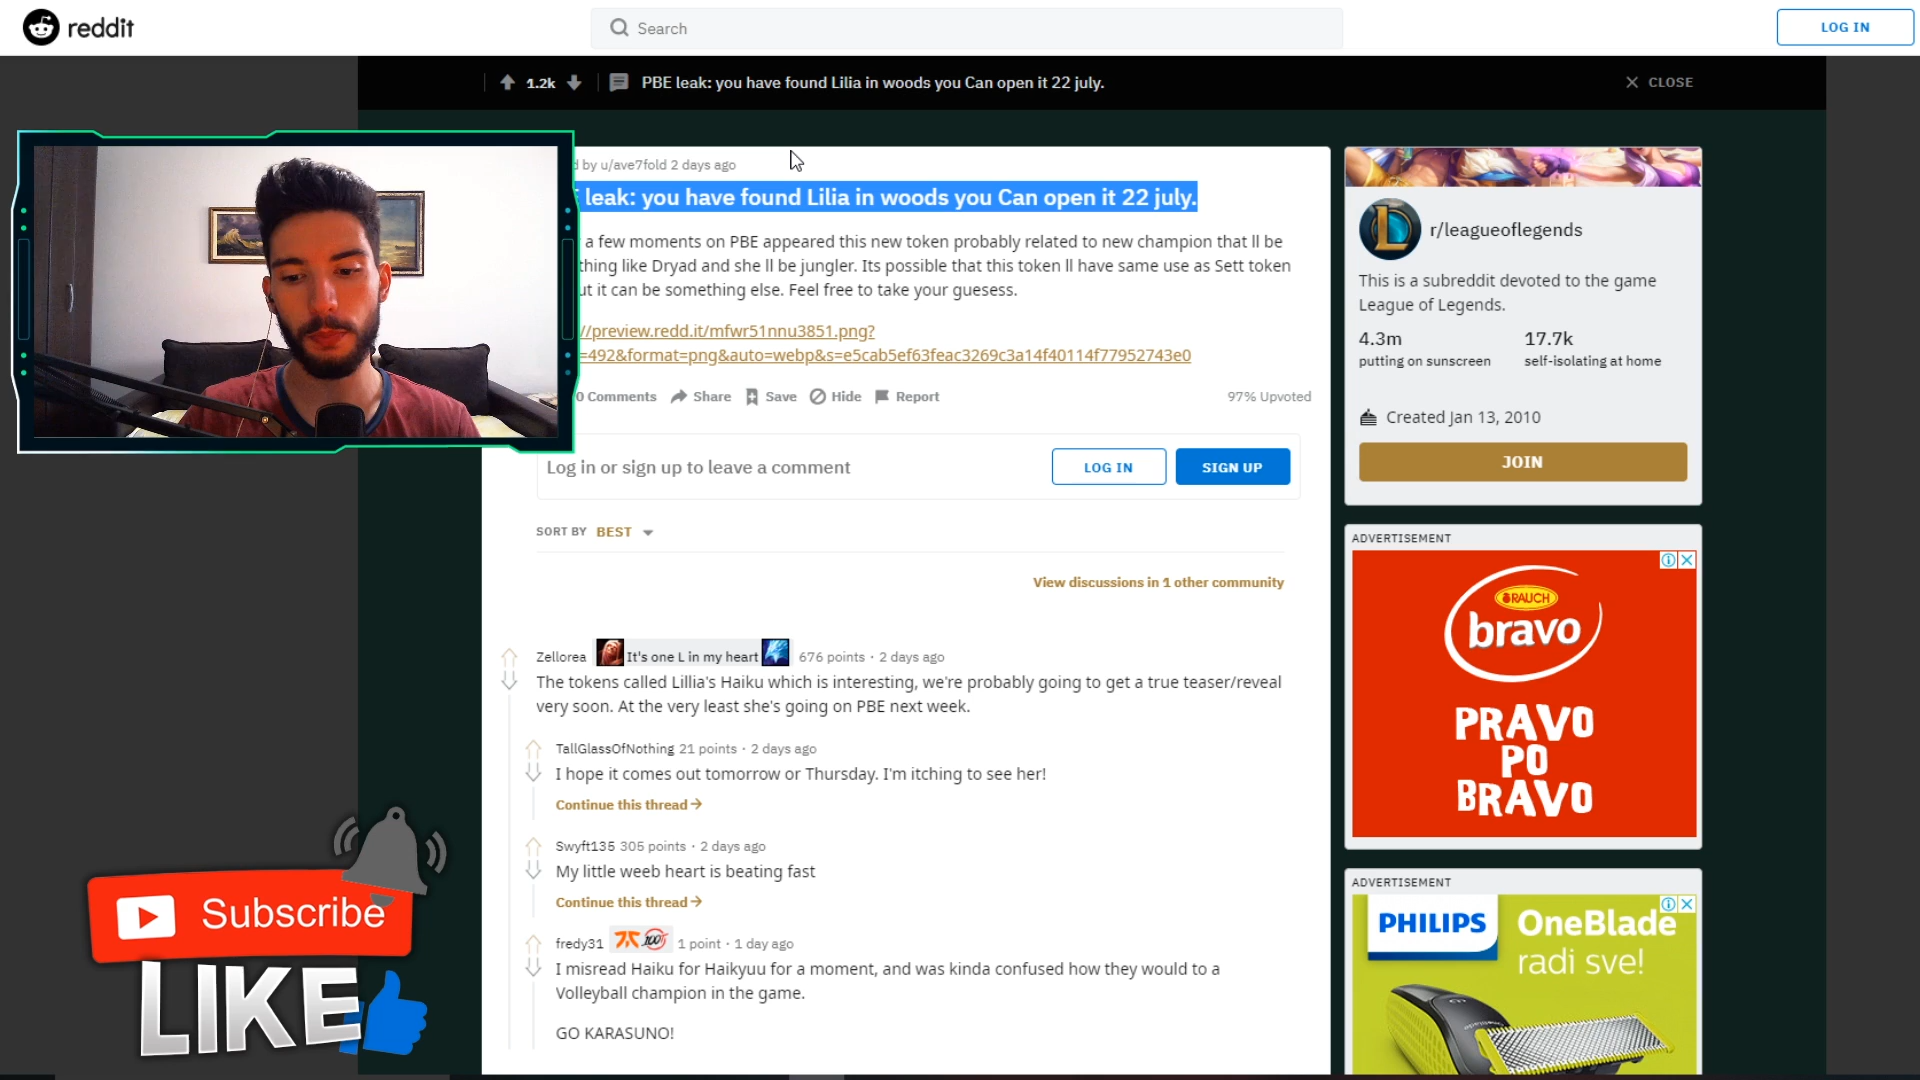 reddit
Search
LOG IN
1.2k
PBE leak: you have found Lilia in woods you Can open it 22 july.
CLOSE
d by u/ave7fold 2 days ago
leak: you have found Lilia in woods you Can open it 22 july.
a few moments on PBE appeared this new token probably related to new champion that ll be
thing like Dryad and she ll be jungler. Its possible that this token ll have same use as Sett token
ut it can be something else. Feel free to take your guesess.
//preview.redd.it/mfwr51nnu3851.png?
=492&format=png&auto=webp&s=e5cab5ef63feac3269c3a14f40114f77952743e0
0 Comments Share Save Hide Report
97% Upvoted
Log in or sign up to leave a comment
LOG IN
SIGN UP
SORT BY BEST
View discussions in 1 other community
Zellorea It's one L in my heart 676 points · 2 days ago
The tokens called Lillia's Haiku which is interesting, we're probably going to get a true teaser/reveal
very soon. At the very least she's going on PBE next week.
TallGlassOfNothing 21 points · 2 days ago
I hope it comes out tomorrow or Thursday. I'm itching to see her!
Continue this thread
Swyft135 305 points · 2 days ago
My little weeb heart is beating fast
Continue this thread
fredy31 100T 1 point · 1 day ago
I misread Haiku for Haikyuu for a moment, and was kinda confused how they would to a
Volleyball champion in the game.
GO KARASUNO!
r/leagueoflegends
This is a subreddit devoted to the game
League of Legends.
4.3m
putting on sunscreen
17.7k
self-isolating at home
Created Jan 13, 2010
JOIN
ADVERTISEMENT
RAUCH
bravo
PRAVO
PO
BRAVO
ADVERTISEMENT
PHILIPS
OneBlade
radi sve!
Subscribe
LIKE